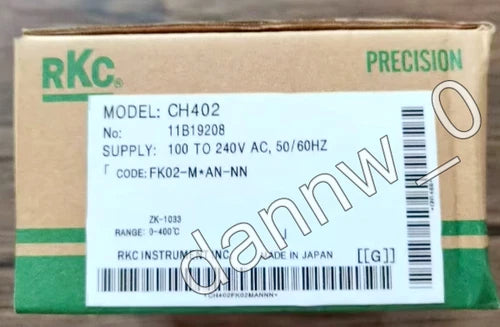 RKC®
PRECISION
MODEL: CH402
No: 11B19208
SUPPLY: 100 TO 240V AC, 50/60HZ
「 CODE: FK02-M*AN-NN
ZK-1033
RANGE: 0-400℃
RKC INSTRUMENT INC. MADE IN JAPAN
[[G]]
*CH402FK02MANNN*
dannw_0